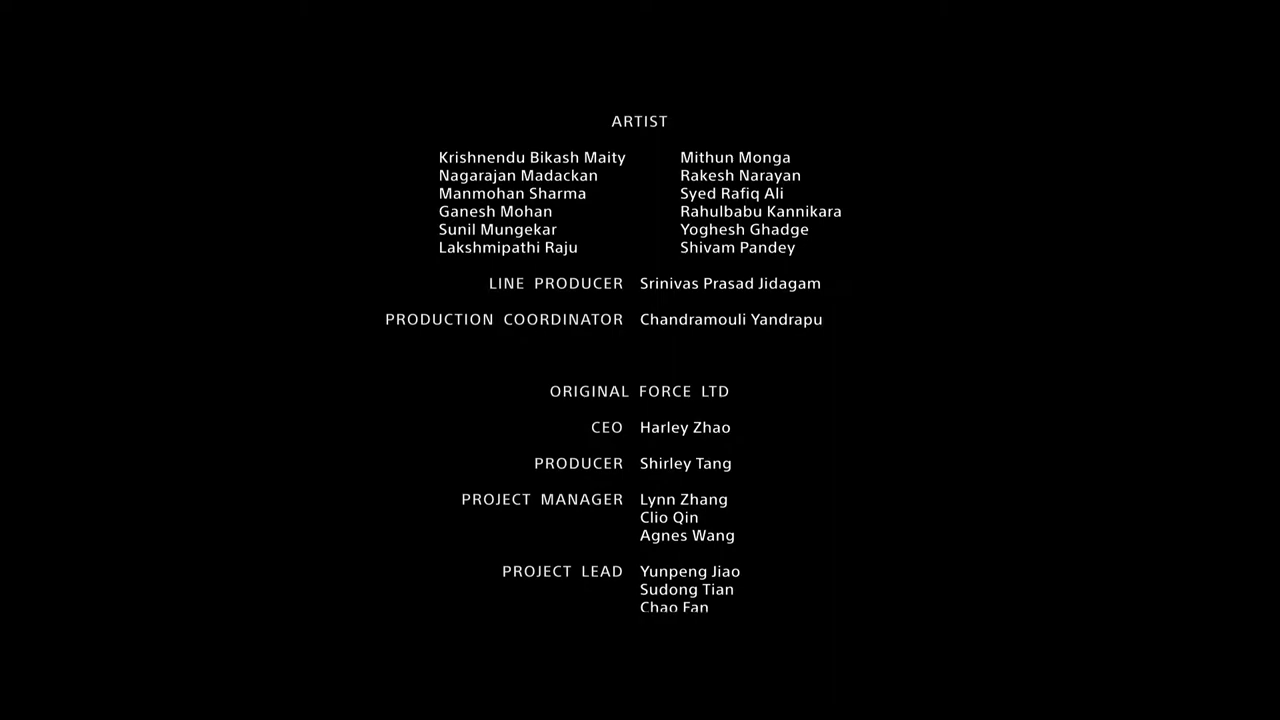 ARTIST
Krishnendu Bikash Maity Mithun Monga
Nagarajan Madackan Rakesh Narayan
Manmohan Sharma Syed Rafiq Ali
Ganesh Mohan Rahulbabu Kannikara
Sunil Mungekar Yoghesh Ghadge
Lakshmipathi Raju Shivam Pandey
LINE PRODUCER Srinivas Prasad Jidagam
PRODUCTION COORDINATOR Chandramouli Yandrapu
ORIGINAL FORCE LTD
CEO Harley Zhao
PRODUCER Shirley Tang
PROJECT MANAGER Lynn Zhang
Clio Qin
Agnes Wang
PROJECT LEAD Yunpeng Jiao
Sudong Tian
Chao Fan